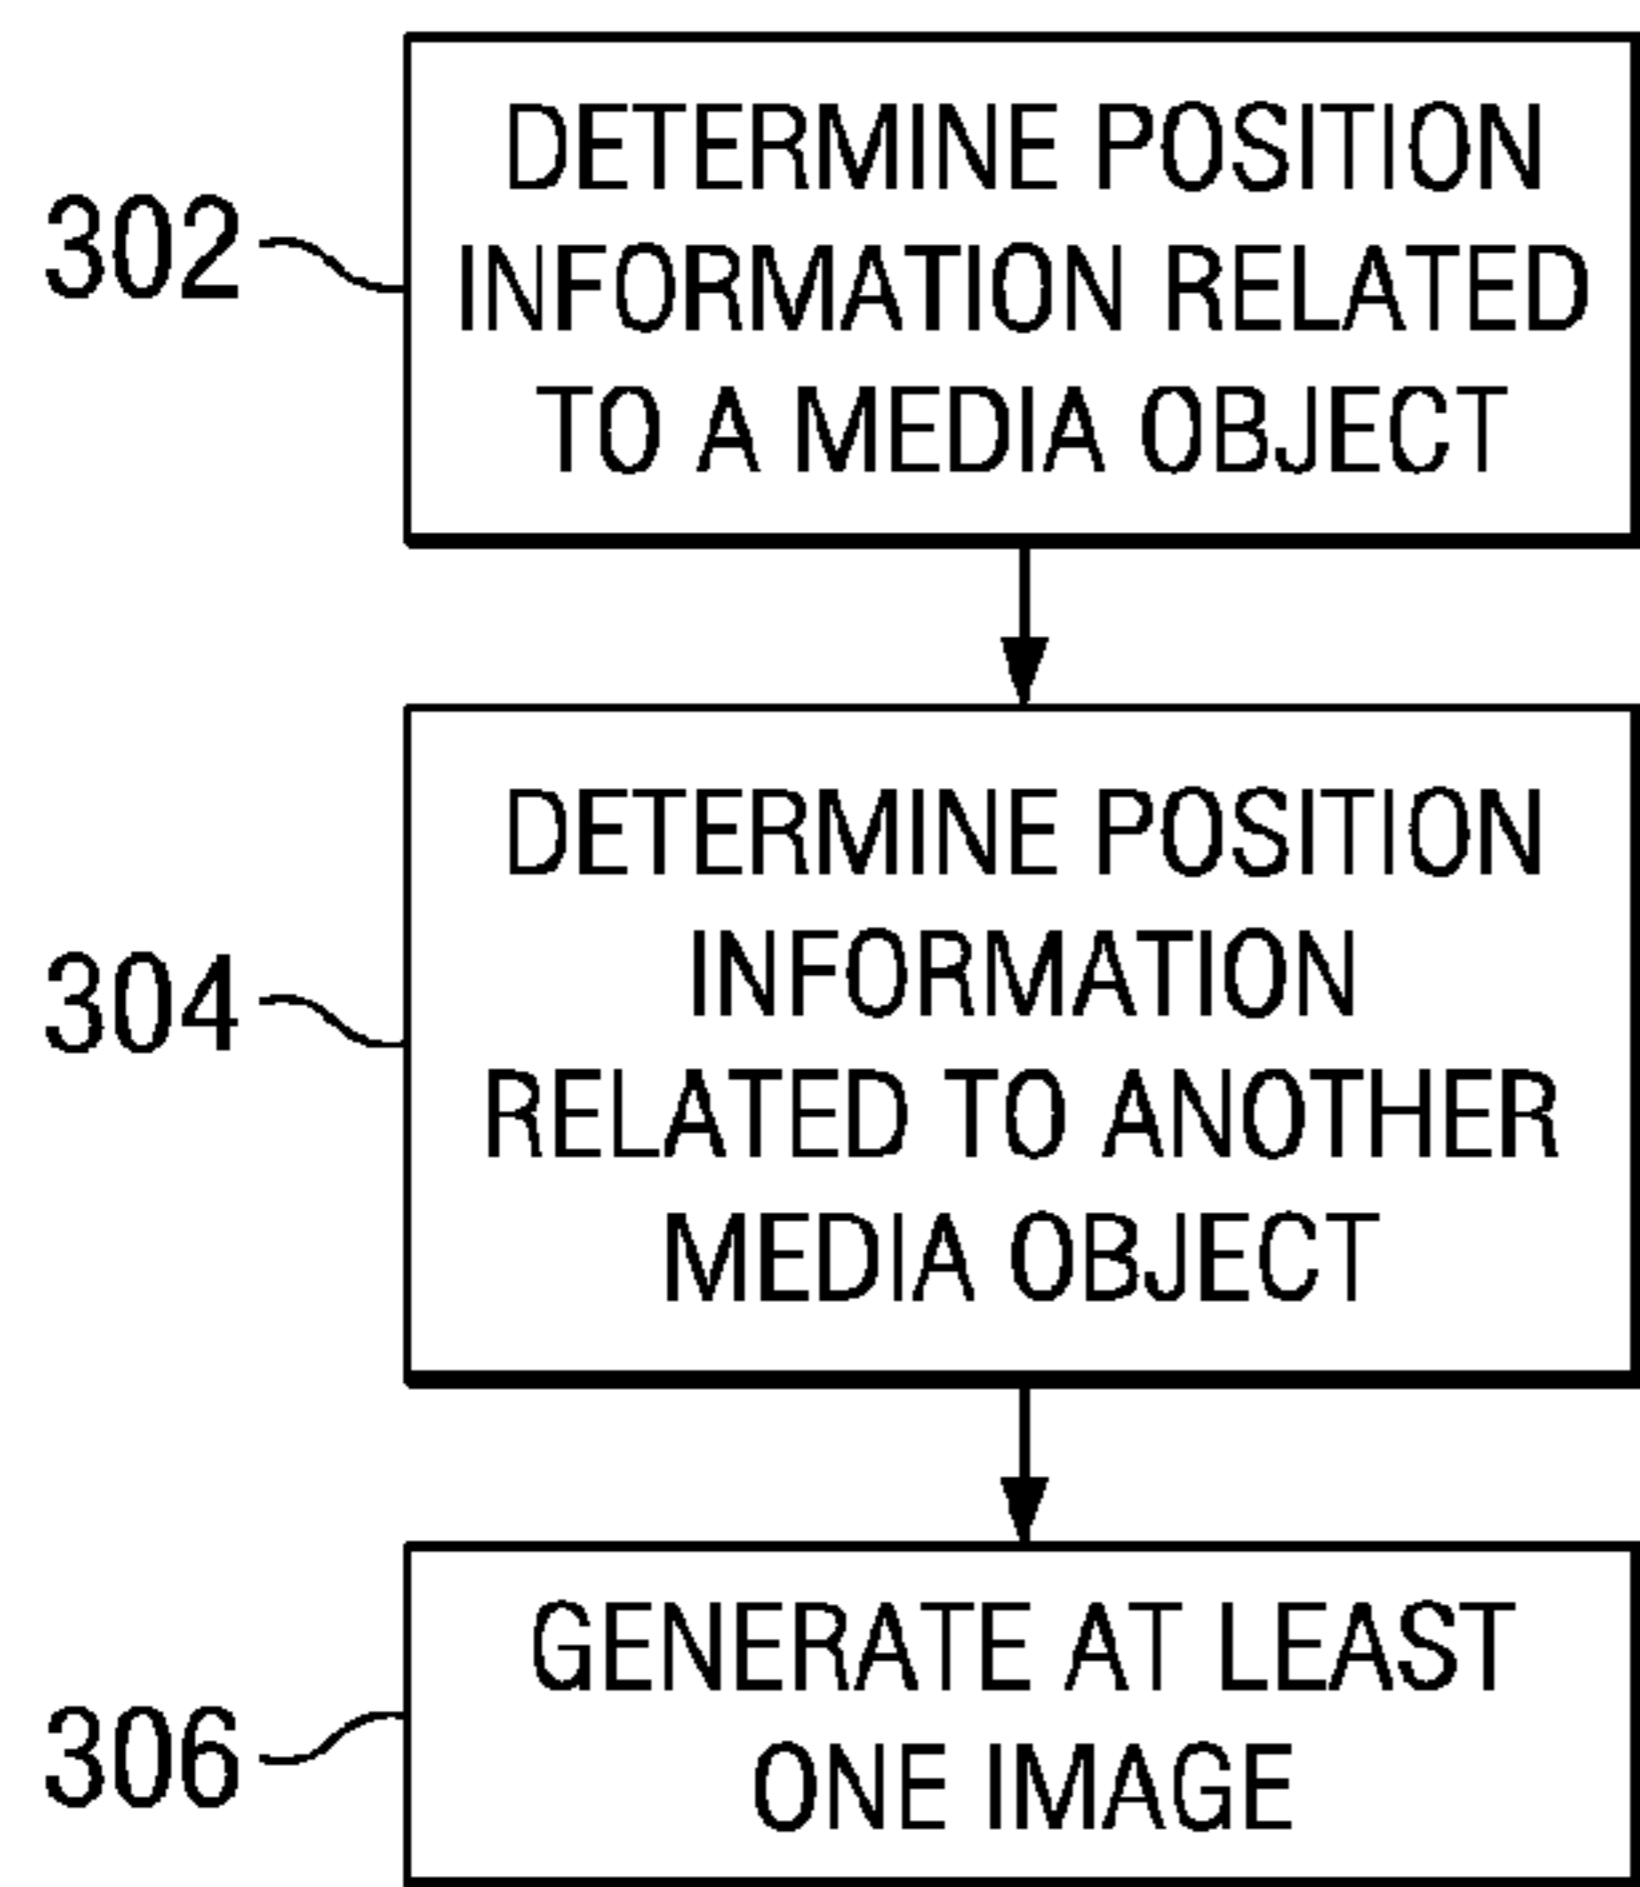 302
DETERMINE POSITION
INFORMATION RELATED
TO A MEDIA OBJECT
304
DETERMINE POSITION
INFORMATION
RELATED TO ANOTHER
MEDIA OBJECT
306
GENERATE AT LEAST
ONE IMAGE